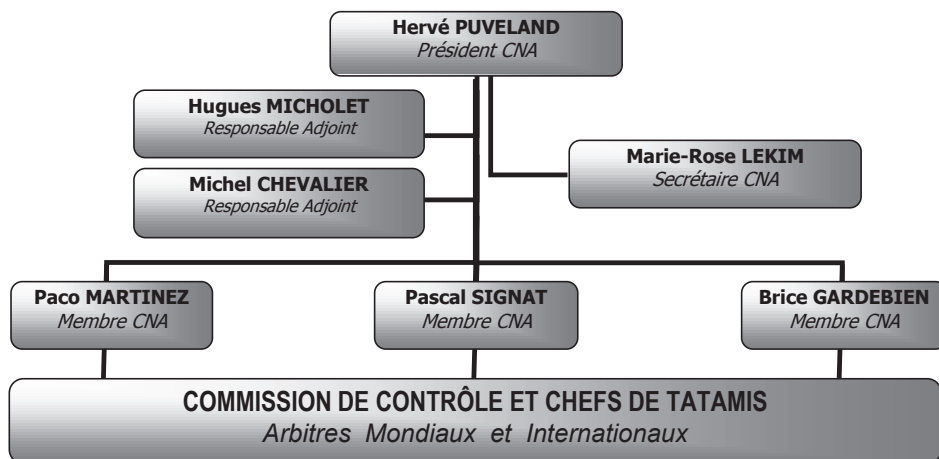 Hervé PUVELAND
Président CNA
Hugues MICHOLET
Responsable Adjoint
Marie-Rose LEKIM
Secrétaire CNA
Michel CHEVALIER
Responsable Adjoint
Paco MARTINEZ
Membre CNA
Pascal SIGNAT
Membre CNA
Brice GARDEBIEN
Membre CNA
COMMISSION DE CONTRÔLE ET CHEFS DE TATAMIS
Arbitres Mondiaux et Internationaux